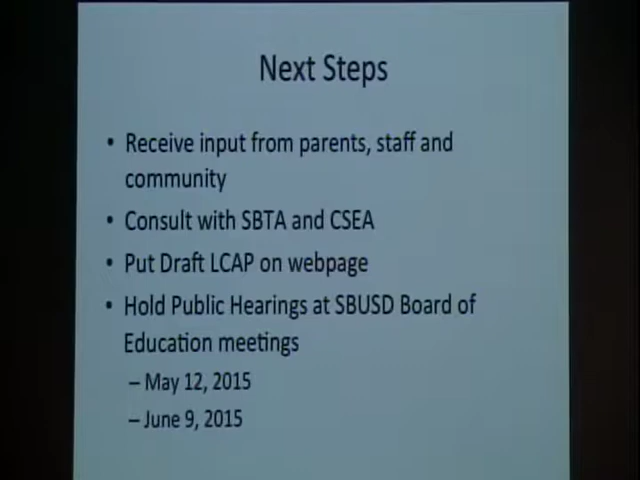 Next Steps
• Receive input from parents, staff and
community
• Consult with SBTA and CSEA
• Put Draft LCAP on webpage
• Hold Public Hearings at SBUSD Board of
Education meetings
– May 12, 2015
– June 9, 2015